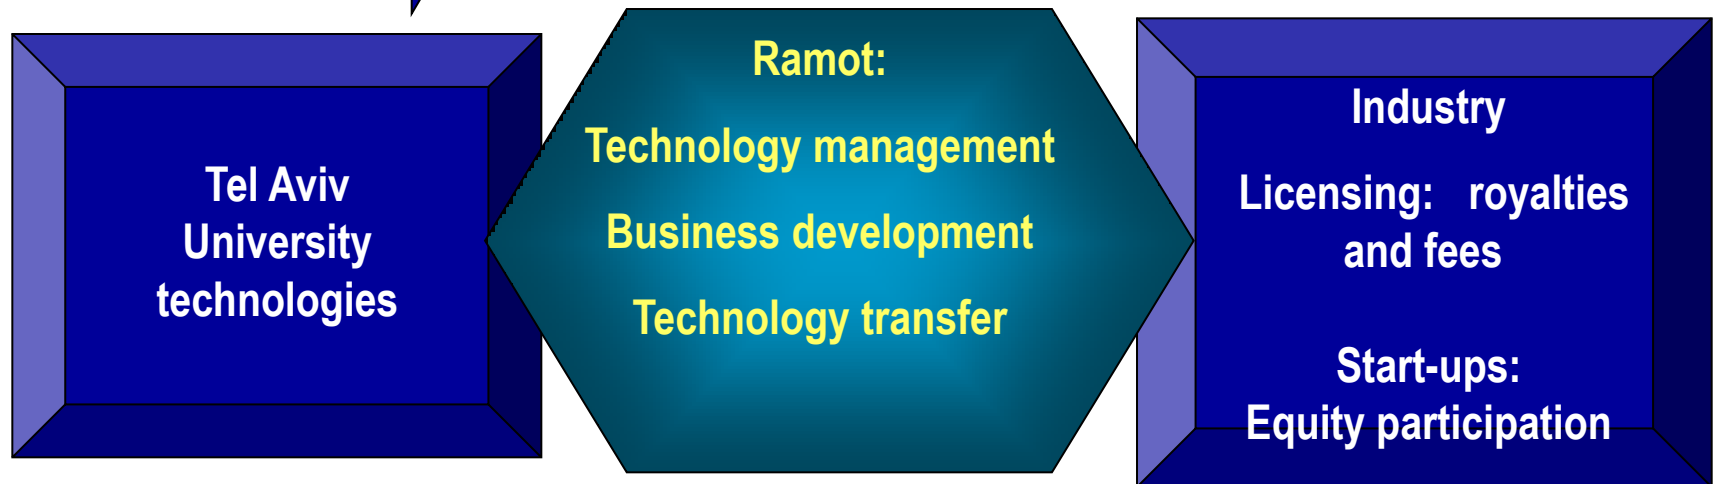 Tel Aviv
University
technologies
Ramot:
Technology management
Business development
Technology transfer
Industry
Licensing: royalties
and fees
Start-ups:
Equity participation